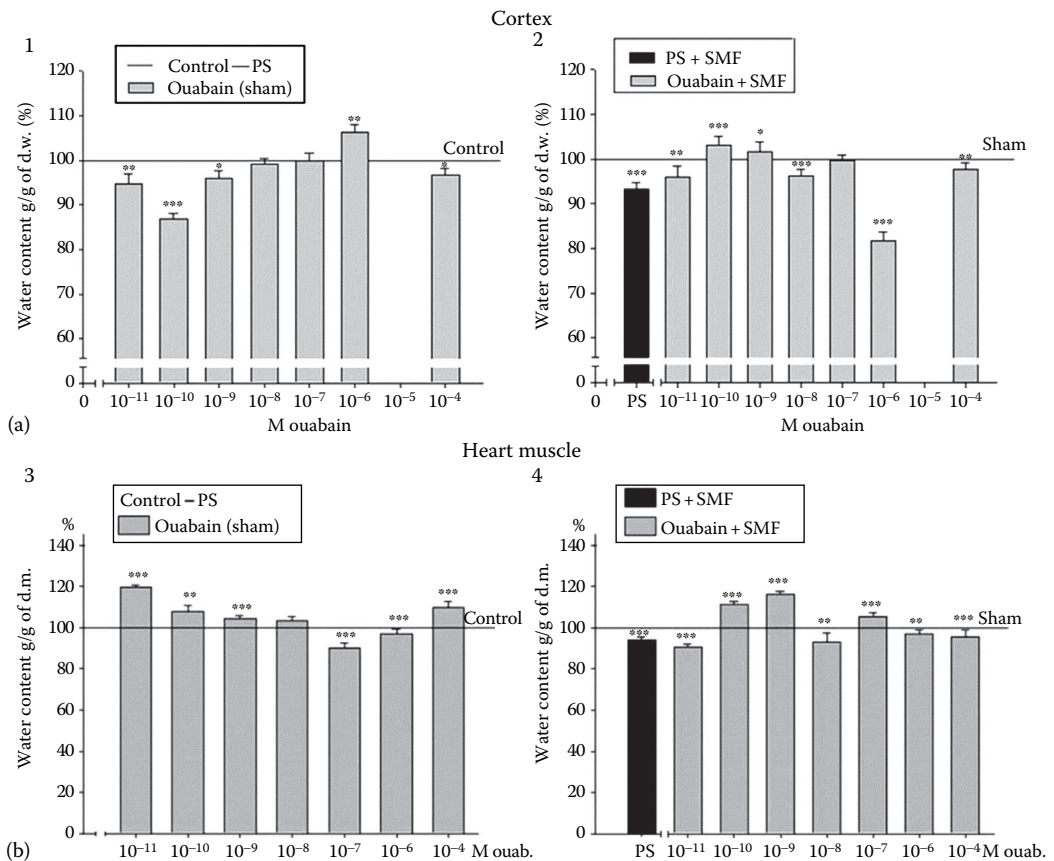 Cortex
1
Control — PS
Ouabain (sham)
Water content g/g of d.w. (%)
120
110
100
90
80
70
60
0
** *** * ** *
Control
0 10⁻¹¹ 10⁻¹⁰ 10⁻⁹ 10⁻⁸ 10⁻⁷ 10⁻⁶ 10⁻⁵ 10⁻⁴
M ouabain
2
PS + SMF
Ouabain + SMF
Water content g/g of d.w. (%)
120
110
100
90
80
70
60
0
*** ** *** * *** *** **
Sham
0 PS 10⁻¹¹ 10⁻¹⁰ 10⁻⁹ 10⁻⁸ 10⁻⁷ 10⁻⁶ 10⁻⁵ 10⁻⁴
M ouabain
(a)
Heart muscle
3
Control – PS
Ouabain (sham)
%
Water content g/g of d.m.
140
120
100
80
60
40
20
0
*** ** *** *** *** ***
Control
10⁻¹¹ 10⁻¹⁰ 10⁻⁹ 10⁻⁸ 10⁻⁷ 10⁻⁶ 10⁻⁴ M ouab.
4
PS + SMF
Ouabain + SMF
%
Water content g/g of d.m.
140
120
100
80
60
40
20
0
*** *** *** *** ** *** ** ***
Sham
PS 10⁻¹¹ 10⁻¹⁰ 10⁻⁹ 10⁻⁸ 10⁻⁷ 10⁻⁶ 10⁻⁴ M ouab.
(b)